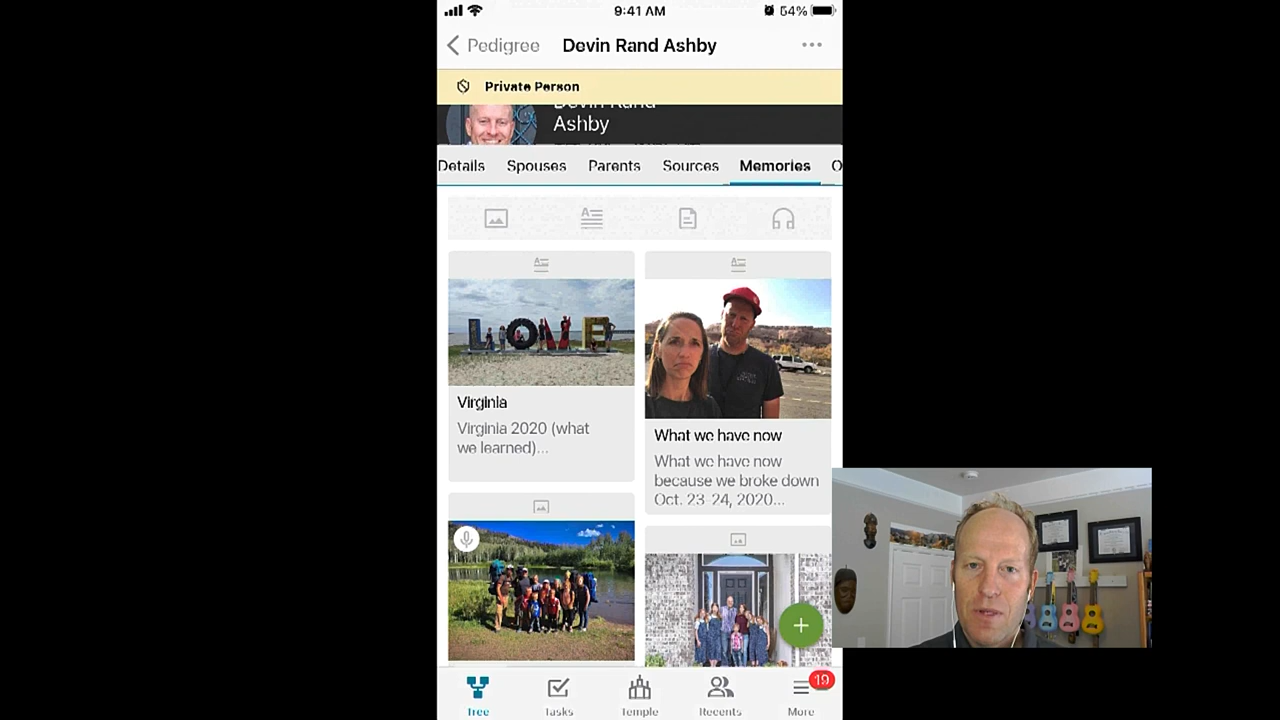 9:41 AM
64%
Pedigree
Devin Rand Ashby
Private Person
Devin Rand
Ashby
Details
Spouses
Parents
Sources
Memories
O
LOVE
Virginia
Virginia 2020 (what
we learned)...
What we have now
What we have now
because we broke down
Oct. 23-24, 2020...
+
Tree
Tasks
Temple
Recents
More
19